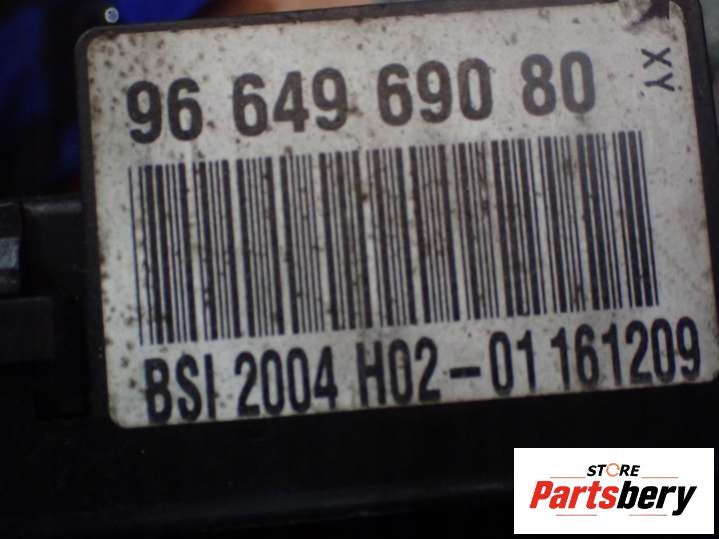 96 649 690 80
XY
BSI 2004 H02-01 161209
STORE
Partsbery